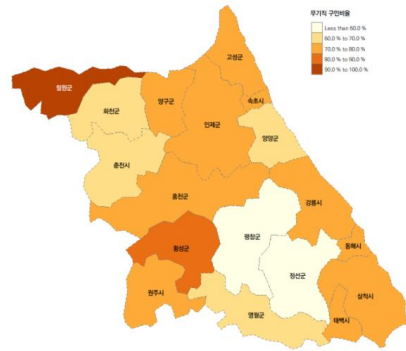 무기직 구인비율
Less than 60.0 %
60.0 % to 70.0 %
70.0 % to 80.0 %
80.0 % to 90.0 %
90.0 % to 100.0 %
고성군
철원군
양구군
속초시
화천군
인제군
양양군
춘천시
홍천군
강릉시
평창군
횡성군
동해시
정선군
원주시
삼척시
영월군
태백시